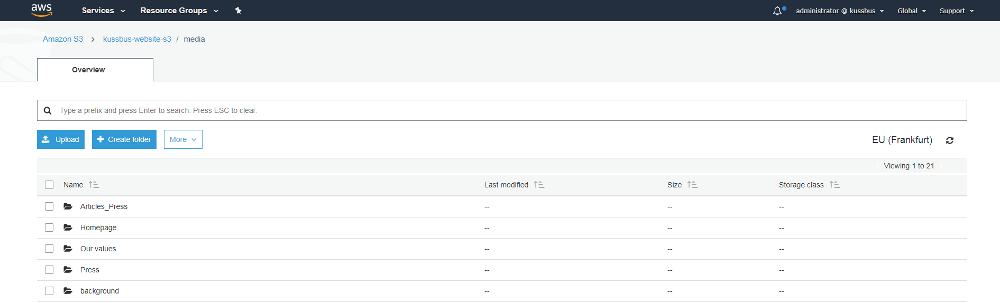 aws Services Resource Groups administrator @ kussbus Global Support
Amazon S3 > kussbus-website-s3 / media
Overview
Type a prefix and press Enter to search. Press ESC to clear.
Upload Create folder More EU (Frankfurt)
Viewing 1 to 21
Name Last modified Size Storage class
Articles_Press -- -- --
Homepage -- -- --
Our values -- -- --
Press -- -- --
background -- -- --